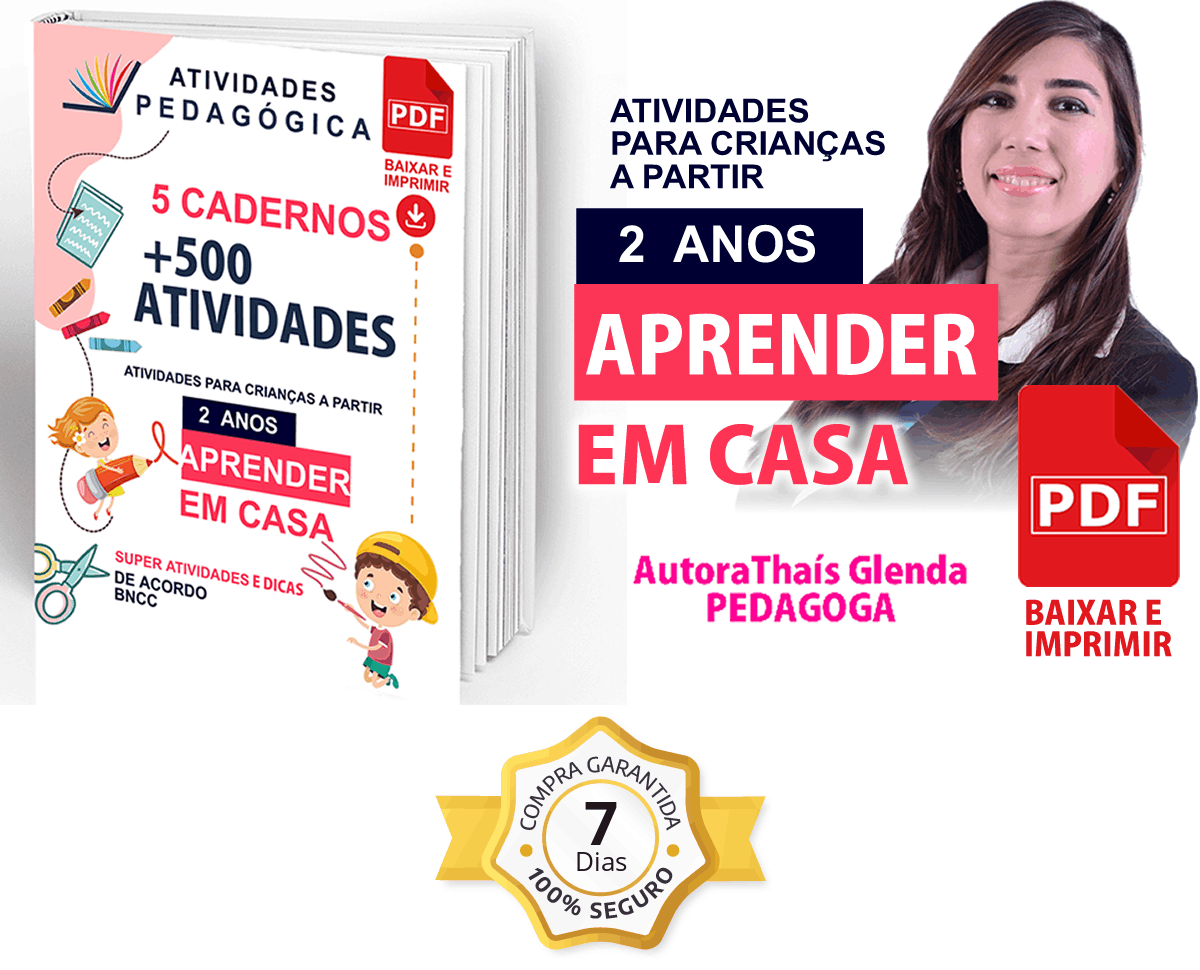 ATIVIDADES
PEDAGÓGICA
PDF
BAIXAR E
IMPRIMIR
5 CADERNOS
+500
ATIVIDADES
ATIVIDADES PARA CRIANÇAS A PARTIR
2 ANOS
APRENDER
EM CASA
SUPER ATIVIDADES E DICAS
DE ACORDO
BNCC
ATIVIDADES
PARA CRIANÇAS
A PARTIR
2 ANOS
APRENDER
EM CASA
AutoraThaís Glenda
PEDAGOGA
PDF
BAIXAR E
IMPRIMIR
COMPRA GARANTIDA
7
Dias
100% SEGURO